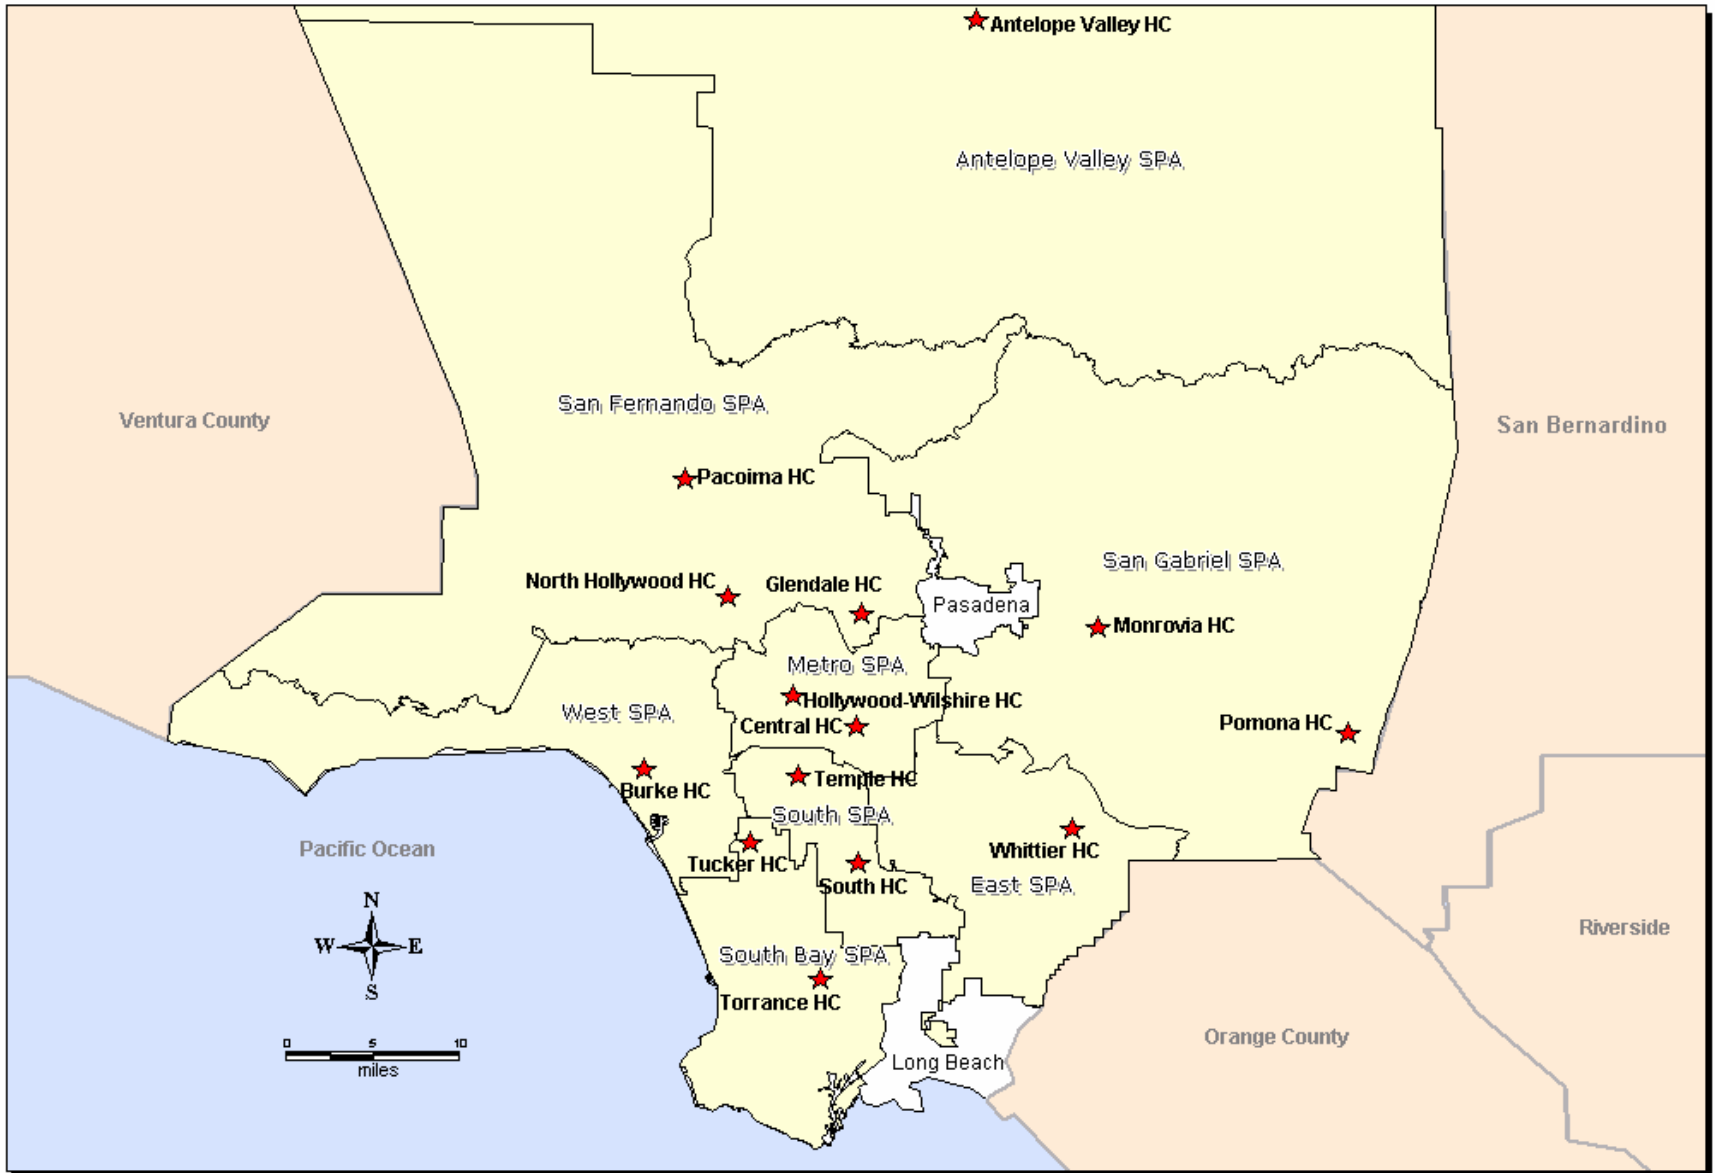 Antelope Valley HC
Antelope Valley SPA
San Fernando SPA
Ventura County
San Bernardino
Pacoima HC
San Gabriel SPA
North Hollywood HC
Glendale HC
Pasadena
Monrovia HC
Metro SPA
Hollywood-Wilshire HC
West SPA
Central HC
Pomona HC
Temple HC
Burke HC
South SPA
Pacific Ocean
Tucker HC
Whittier HC
South HC
East SPA
N
W
E
S
Riverside
South Bay SPA
Torrance HC
Orange County
0 5 10
miles
Long Beach